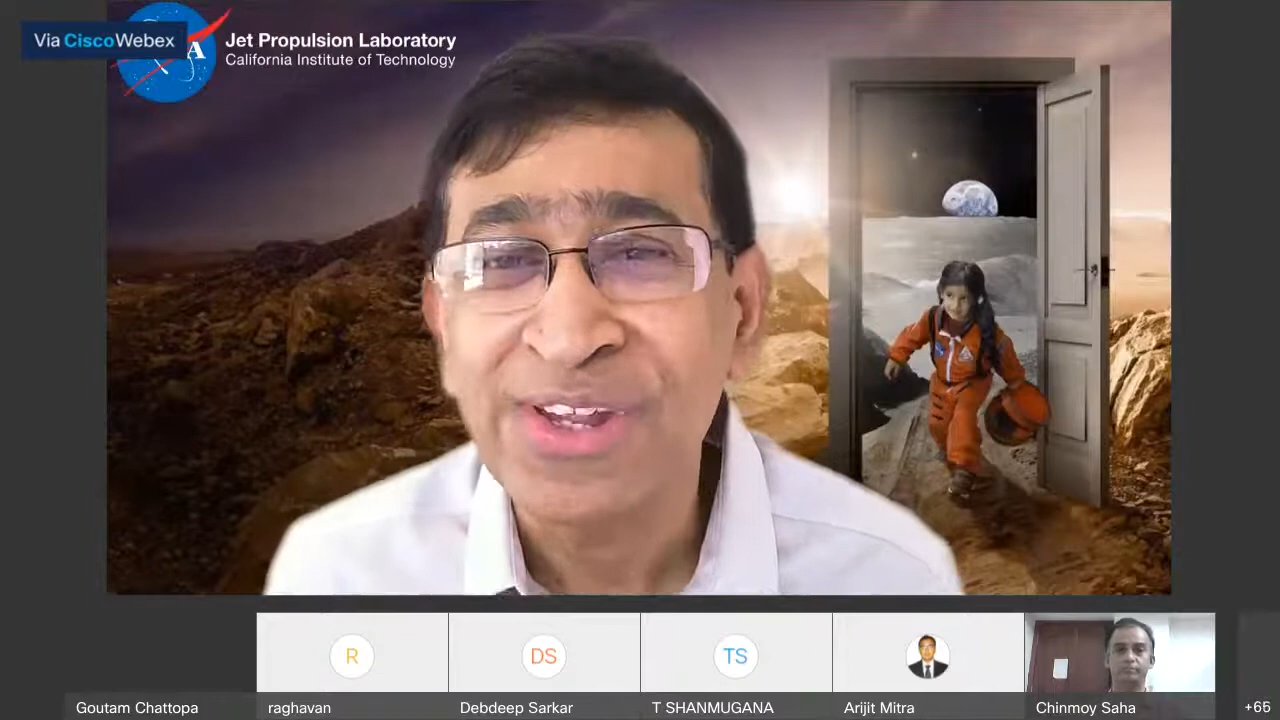 Via CiscoWebex
A
Jet Propulsion Laboratory
California Institute of Technology
R
DS
TS
Goutam Chattopa
raghavan
Debdeep Sarkar
T SHANMUGANA
Arijit Mitra
Chinmoy Saha
+65